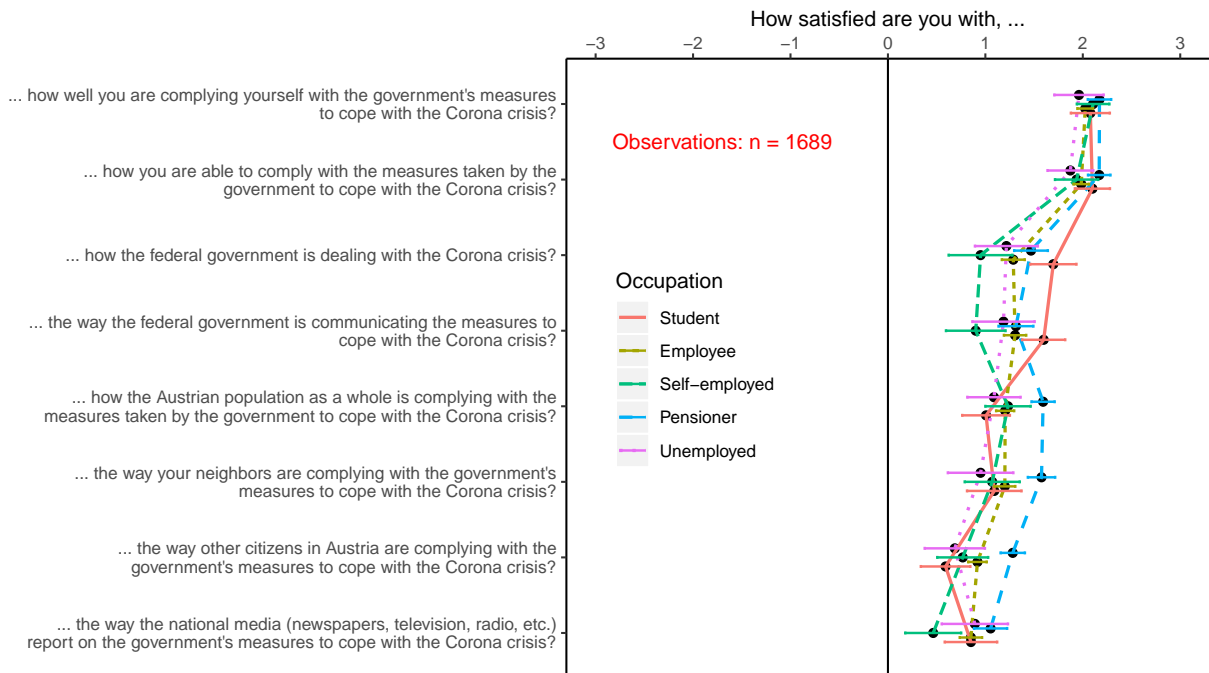 How satisfied are you with, ...
−3 −2 −1 0 1 2 3
... how well you are complying yourself with the government's measures
to cope with the Corona crisis?
Observations: n = 1689
... how you are able to comply with the measures taken by the
government to cope with the Corona crisis?
... how the federal government is dealing with the Corona crisis?
... the way the federal government is communicating the measures to
cope with the Corona crisis?
... how the Austrian population as a whole is complying with the
measures taken by the government to cope with the Corona crisis?
... the way your neighbors are complying with the government's
measures to cope with the Corona crisis?
... the way other citizens in Austria are complying with the
government's measures to cope with the Corona crisis?
... the way the national media (newspapers, television, radio, etc.)
report on the government's measures to cope with the Corona crisis?
Occupation
Student
Employee
Self−employed
Pensioner
Unemployed